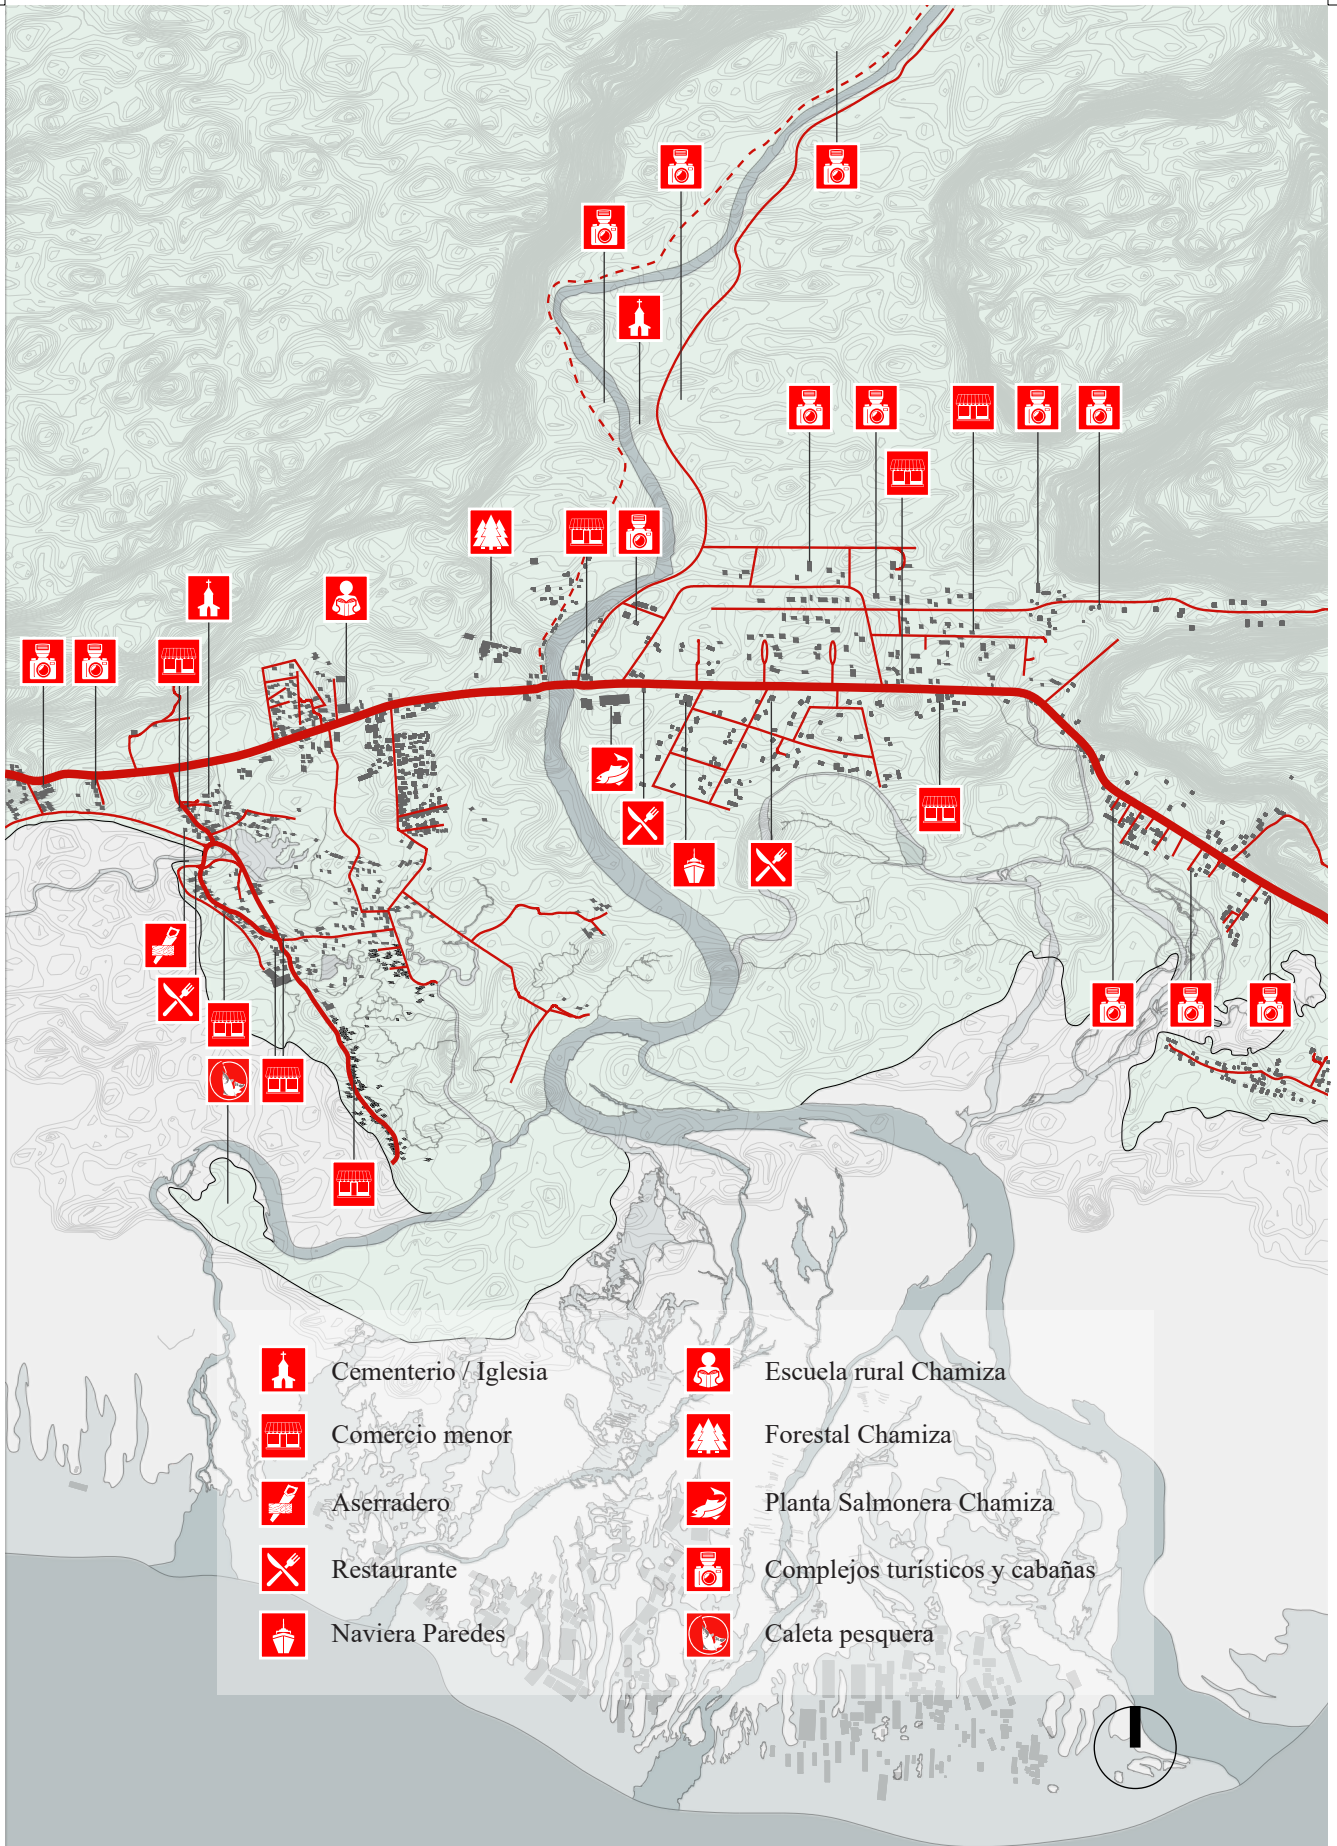 Cementerio / Iglesia
Comercio menor
Aserradero
Restaurante
Naviera Paredes
Escuela rural Chamiza
Forestal Chamiza
Planta Salmonera Chamiza
Complejos turísticos y cabañas
Caleta pesquera